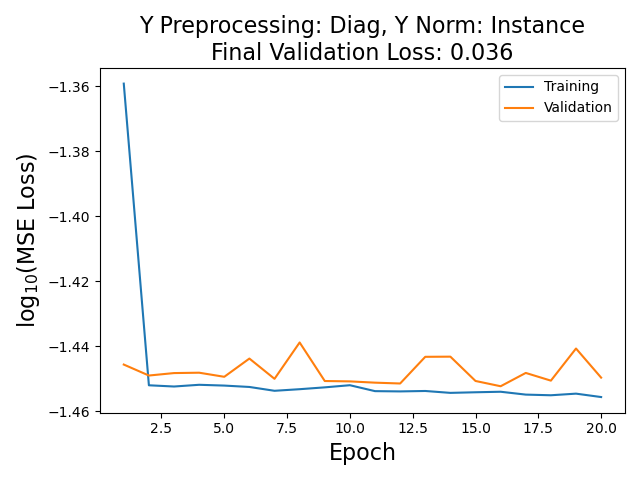 Y Preprocessing: Diag, Y Norm: Instance
Final Validation Loss: 0.036
Training
Validation
−1.36
−1.38
−1.40
−1.42
−1.44
−1.46
log₁₀(MSE Loss)
2.5 5.0 7.5 10.0 12.5 15.0 17.5 20.0
Epoch